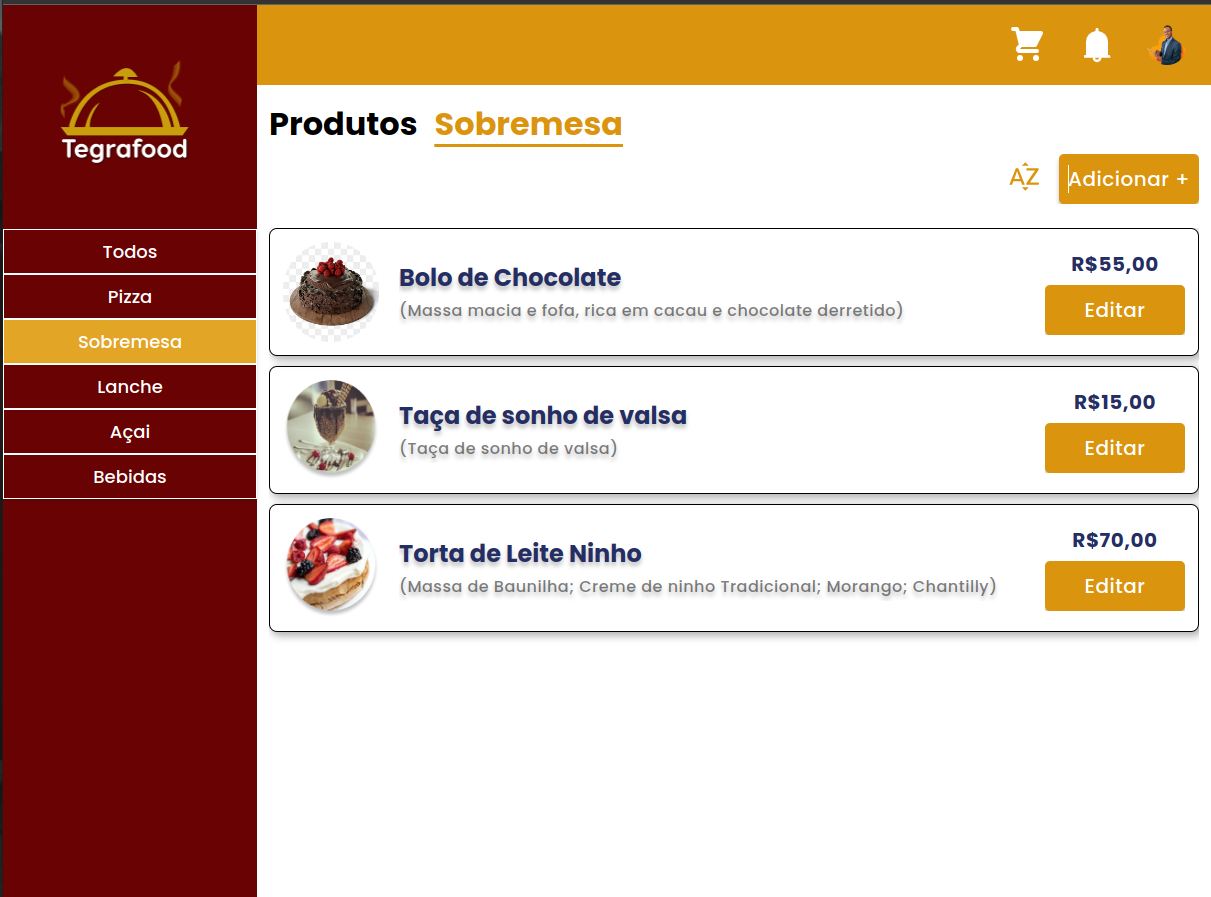 Tegrafood
Todos
Pizza
Sobremesa
Lanche
Açai
Bebidas
Produtos Sobremesa
AZ
Adicionar +
Bolo de Chocolate
(Massa macia e fofa, rica em cacau e chocolate derretido)
R$55,00
Editar
Taça de sonho de valsa
(Taça de sonho de valsa)
R$15,00
Editar
Torta de Leite Ninho
(Massa de Baunilha; Creme de ninho Tradicional; Morango; Chantilly)
R$70,00
Editar